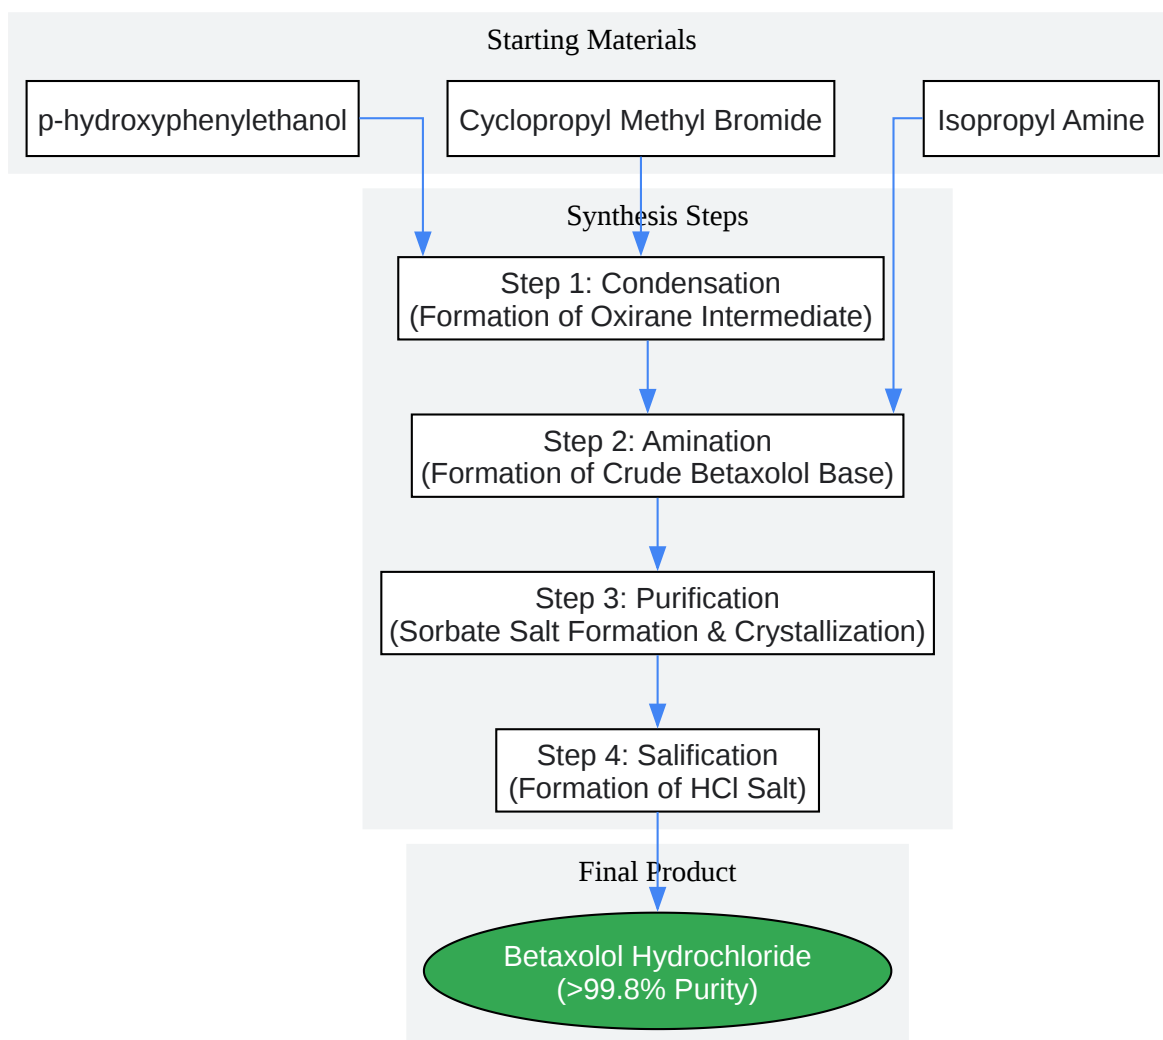 Starting Materials
p-hydroxyphenylethanol
Cyclopropyl Methyl Bromide
Isopropyl Amine
Synthesis Steps
Step 1: Condensation
(Formation of Oxirane Intermediate)
Step 2: Amination
(Formation of Crude Betaxolol Base)
Step 3: Purification
(Sorbate Salt Formation & Crystallization)
Step 4: Salification
(Formation of HCl Salt)
Final Product
Betaxolol Hydrochloride
(>99.8% Purity)